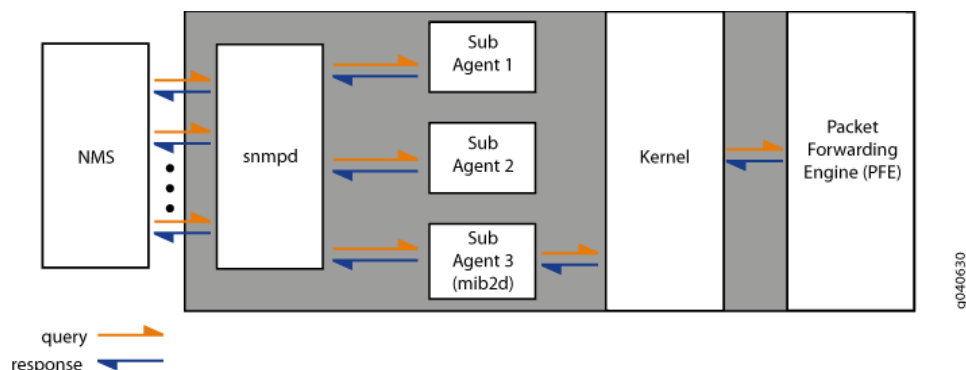 NMS
snmpd
Sub
Agent 1
Sub
Agent 2
Sub
Agent 3
(mib2d)
Kernel
Packet
Forwarding
Engine (PFE)
g040630
query
response